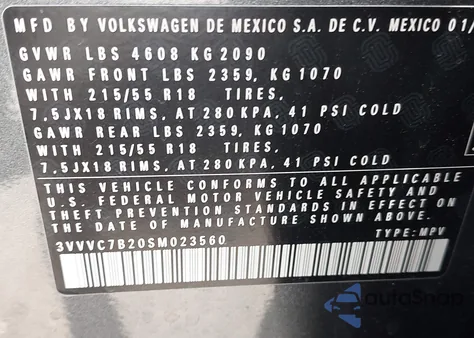 MFD BY VOLKSWAGEN DE MEXICO S.A. DE C.V. MEXICO 01/
GVWR LBS 4608 KG 2090
GAWR FRONT LBS 2359, KG 1070
WITH 215/55 R18 TIRES,
7,5JX18 RIMS, AT 280 KPA, 41 PSI COLD
GAWR REAR LBS 2359, KG 1070
WITH 215/55 R18 TIRES,
7,5JX18 RIMS, AT 280 KPA, 41 PSI COLD
THIS VEHICLE CONFORMS TO ALL APPLICABLE
U.S. FEDERAL MOTOR VEHICLE SAFETY AND
THEFT PREVENTION STANDARDS IN EFFECT ON
THE DATE OF MANUFACTURE SHOWN ABOVE.
3VVVC7B20SM023560 TYPE: MPV
autoSnap